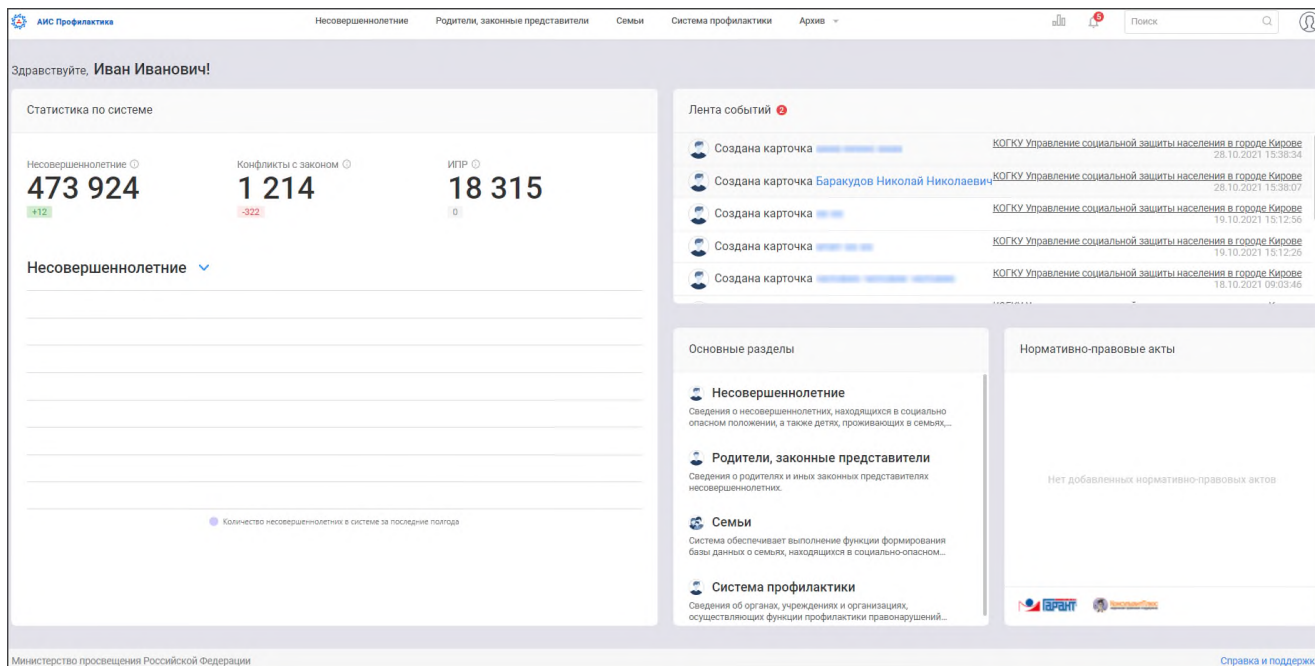 АИС Профилактика
Несовершеннолетние
Родители, законные представители
Семьи
Система профилактики
Архив
5
Поиск
Здравствуйте, Иван Иванович!
Статистика по системе
Несовершеннолетние
473 924
+12
Конфликты с законом
1 214
-322
ИПР
18 315
0
Несовершеннолетние
Количество несовершеннолетних в системе за последние полгода
Лента событий 2
Создана карточка
КОГКУ Управление социальной защиты населения в городе Кирове
28.10.2021 15:38:34
Создана карточка Баракудов Николай Николаевич
КОГКУ Управление социальной защиты населения в городе Кирове
28.10.2021 15:38:07
Создана карточка
КОГКУ Управление социальной защиты населения в городе Кирове
19.10.2021 15:12:56
Создана карточка
КОГКУ Управление социальной защиты населения в городе Кирове
19.10.2021 15:12:26
Создана карточка
КОГКУ Управление социальной защиты населения в городе Кирове
18.10.2021 09:03:46
Основные разделы
Несовершеннолетние
Сведения о несовершеннолетних, находящихся в социально
опасном положении, а также детях, проживающих в семьях,...
Родители, законные представители
Сведения о родителях и иных законных представителях
несовершеннолетних.
Семьи
Система обеспечивает выполнение функции формирования
базы данных о семьях, находящихся в социально-опасном...
Система профилактики
Сведения об органах, учреждениях и организациях,
осуществляющих функции профилактики правонарушений...
Нормативно-правовые акты
Нет добавленных нормативно-правовых актов
ГАРАНТ
КонсультантПлюс
Министерство просвещения Российской Федерации
Справка и поддержк